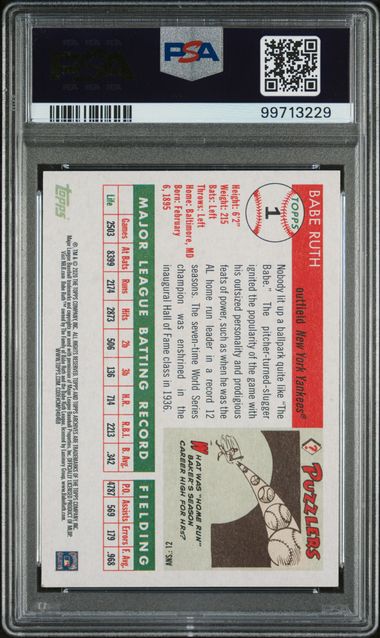 PSA
99713229
BABE RUTH
outfield New York Yankees®
TOPPS
1
Height: 6'2"
Weight: 215
Bats: Left
Throws: Left
Home: Baltimore, MD
Born: February
6, 1895
Nobody lit up a ballpark quite like "The
Babe." The pitcher-turned-slugger
ignited the popularity of the game with
his outsized personality and prodigious
feats of power, such as when he was the
AL home run leader in a record 12
seasons. The seven-time World Series
champion was enshrined in the
inaugural Hall of Fame class in 1936.
?
PUZZLERS
WHAT WAS "HOME RUN"
BAKER'S SEASON
CAREER HIGH FOR HRs?
ANS.: 12
MAJOR LEAGUE BATTING RECORD FIELDING
Games At Bats Runs Hits 2b 3b H.R. R.B.I. B. Avg. P.O. Assists Errors F. Avg.
Life 2503 8399 2174 2873 506 136 714 2213 .342 4787 569 179 .968
topps